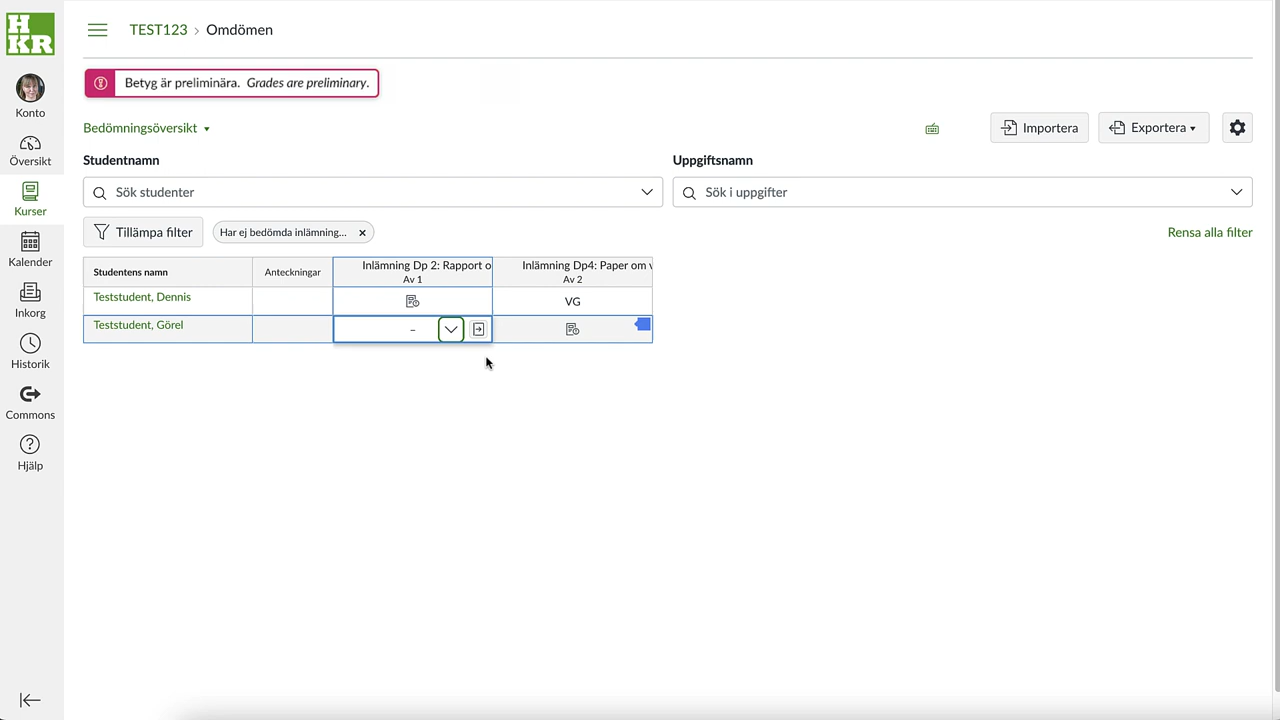 H
KR
TEST123 › Omdömen
Betyg är preliminära. Grades are preliminary.
Konto
Översikt
Kurser
Kalender
Inkorg
Historik
Commons
Hjälp
Bedömningsöversikt
Importera
Exportera
Studentnamn
Uppgiftsnamn
Sök studenter
Sök i uppgifter
Tillämpa filter
Har ej bedömda inlämning...
Rensa alla filter
Studentens namn
Anteckningar
Inlämning Dp 2: Rapport o
Av 1
Inlämning Dp4: Paper om v
Av 2
Teststudent, Dennis
VG
Teststudent, Görel
–